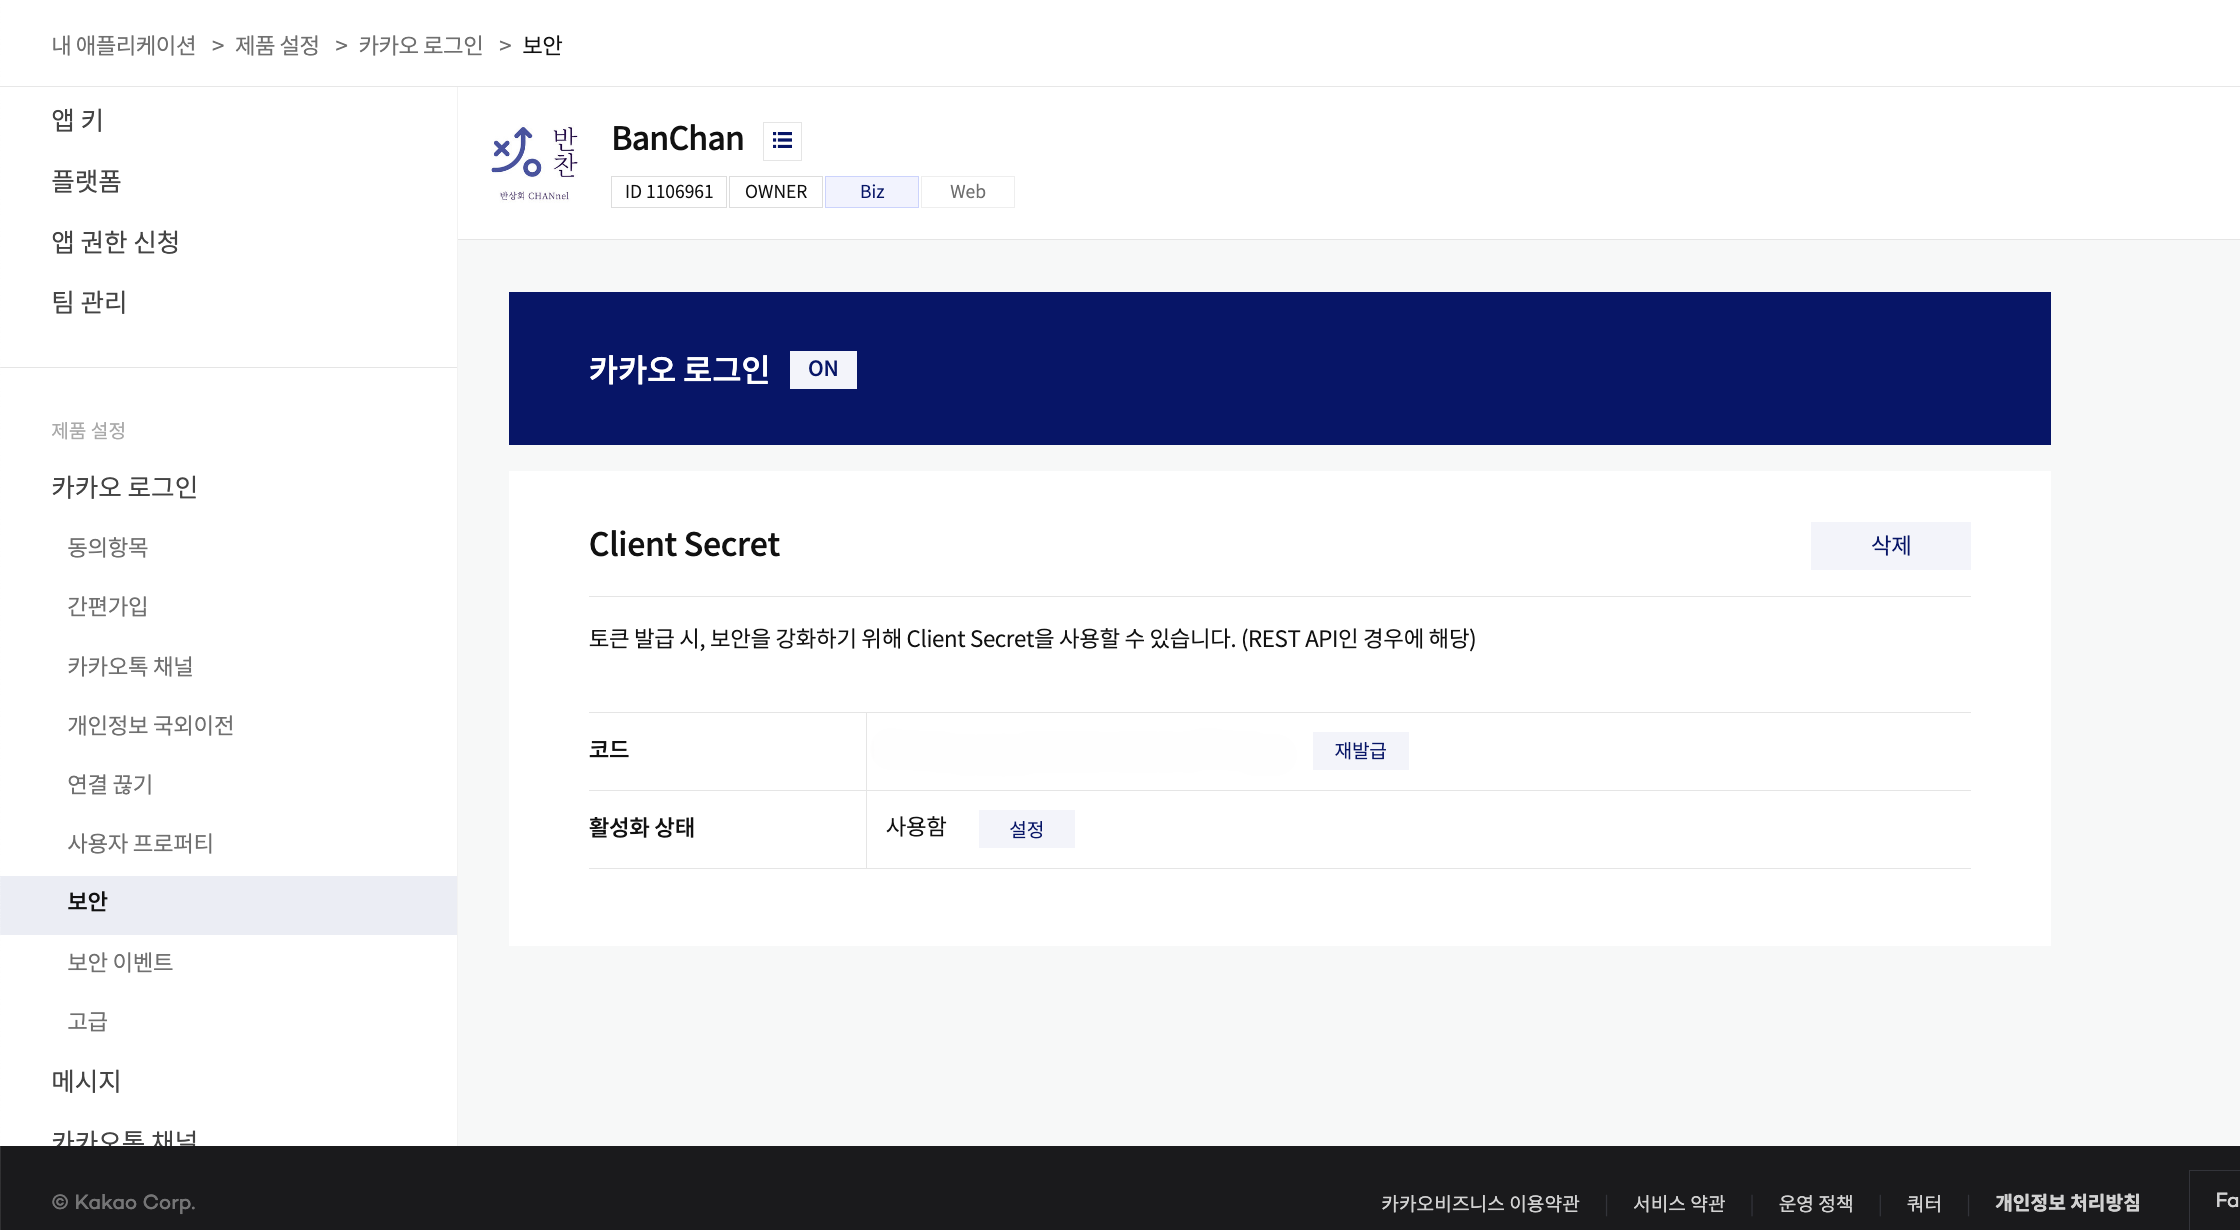 내 애플리케이션 > 제품 설정 > 카카오 로그인 > 보안
앱 키
플랫폼
앱 권한 신청
팀 관리
제품 설정
카카오 로그인
동의항목
간편가입
카카오톡 채널
개인정보 국외이전
연결 끊기
사용자 프로퍼티
보안
보안 이벤트
고급
메시지
카카오톡 채널
반찬
반상회 CHANnel
BanChan
ID 1106961 OWNER Biz Web
카카오 로그인 ON
Client Secret 삭제
토큰 발급 시, 보안을 강화하기 위해 Client Secret을 사용할 수 있습니다. (REST API인 경우에 해당)
코드 재발급
활성화 상태 사용함 설정
© Kakao Corp. 카카오비즈니스 이용약관 서비스 약관 운영 정책 쿼터 개인정보 처리방침